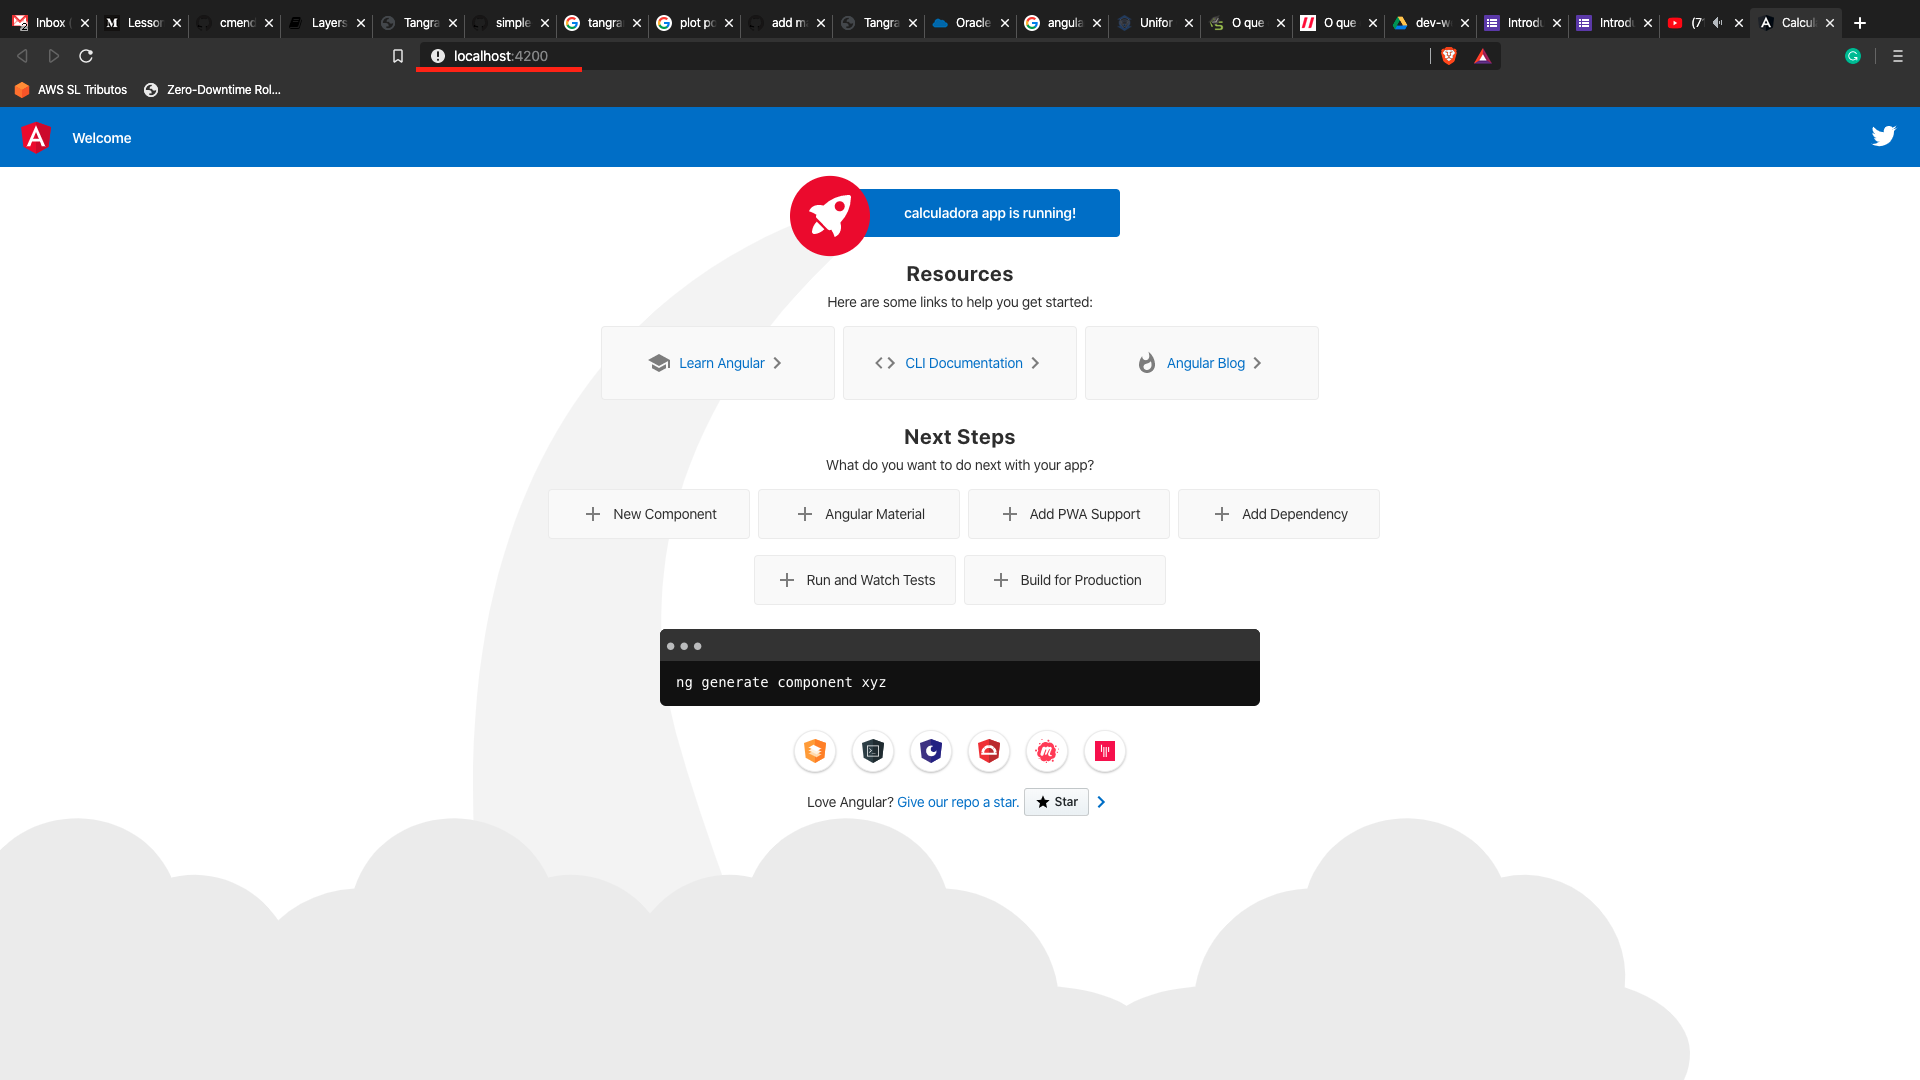 Inbox ( Lesson cmend Layers Tangra simple tangra plot po add ma Tangra Oracle angula Unifor O que O que dev-w Introdu Introdu (7 Calcul
localhost:4200
AWS SL Tributos Zero-Downtime Rol...
Welcome
calculadora app is running!
Resources
Here are some links to help you get started:
Learn Angular CLI Documentation Angular Blog
Next Steps
What do you want to do next with your app?
New Component Angular Material Add PWA Support Add Dependency
Run and Watch Tests Build for Production
ng generate component xyz
Love Angular? Give our repo a star. Star